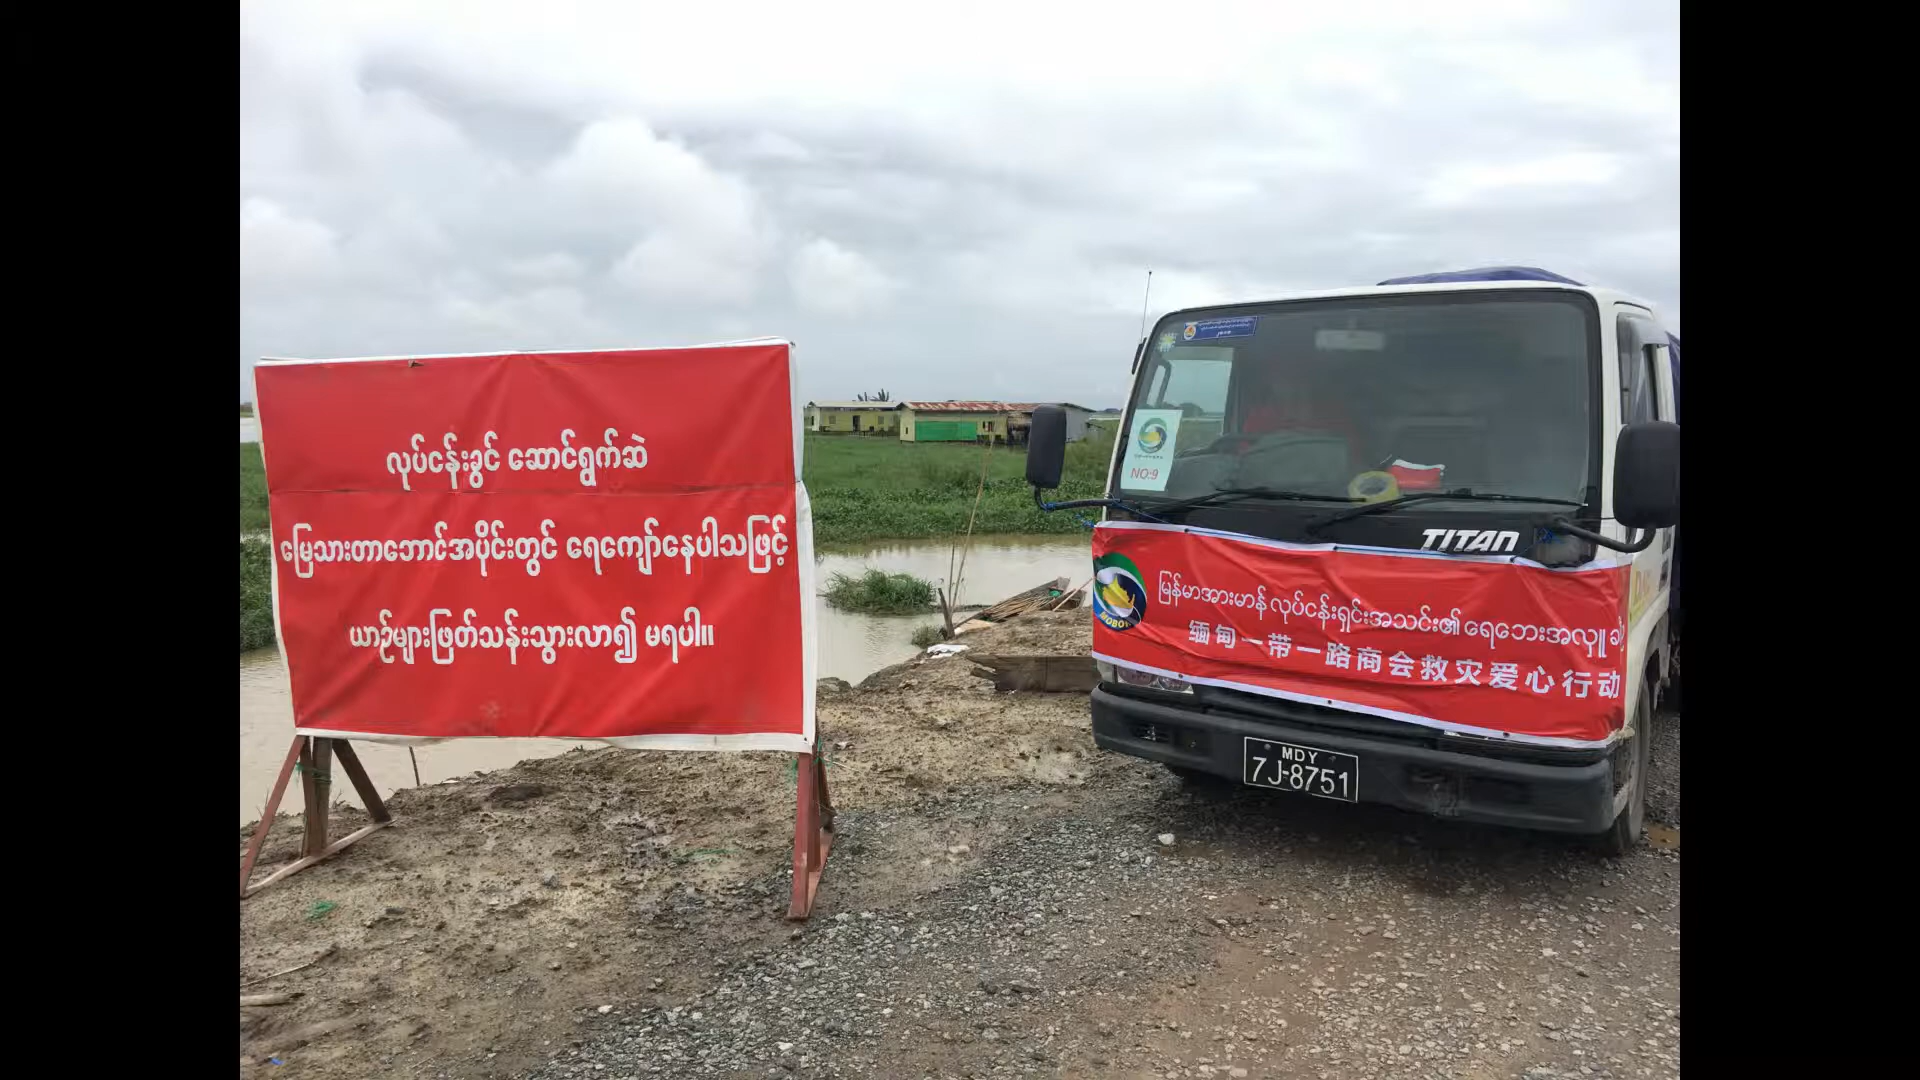 လုပ်ငန်းခွင် ဆောင်ရွက်ဆဲ
မြေသားတာဘောင်အပိုင်းတွင် ရေကျော်နေပါသဖြင့်
ယာဉ်များဖြတ်သန်းသွားလာ၍ မရပါ။
NO:9
TITAN
မြန်မာအားမာန် လုပ်ငန်းရှင်အသင်း၏ ရေဘေးအလှူ
缅甸一带一路商会救灾爱心行动
MDY
7J-8751